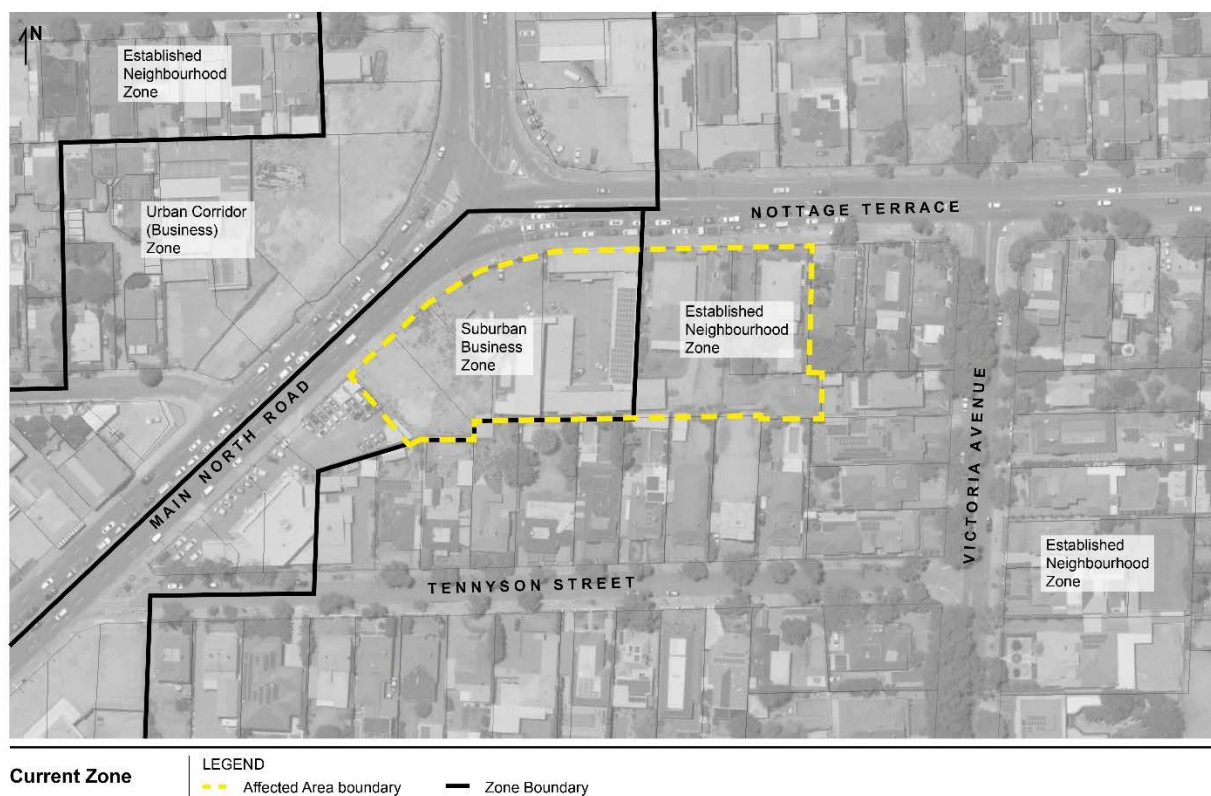 N
Established
Neighbourhood
Zone
Urban Corridor
(Business)
Zone
NOTTAGE TERRACE
Suburban
Business
Zone
Established
Neighbourhood
Zone
MAIN NORTH ROAD
VICTORIA AVENUE
Established
Neighbourhood
Zone
TENNYSON STREET
Current Zone
LEGEND
Affected Area boundary
Zone Boundary